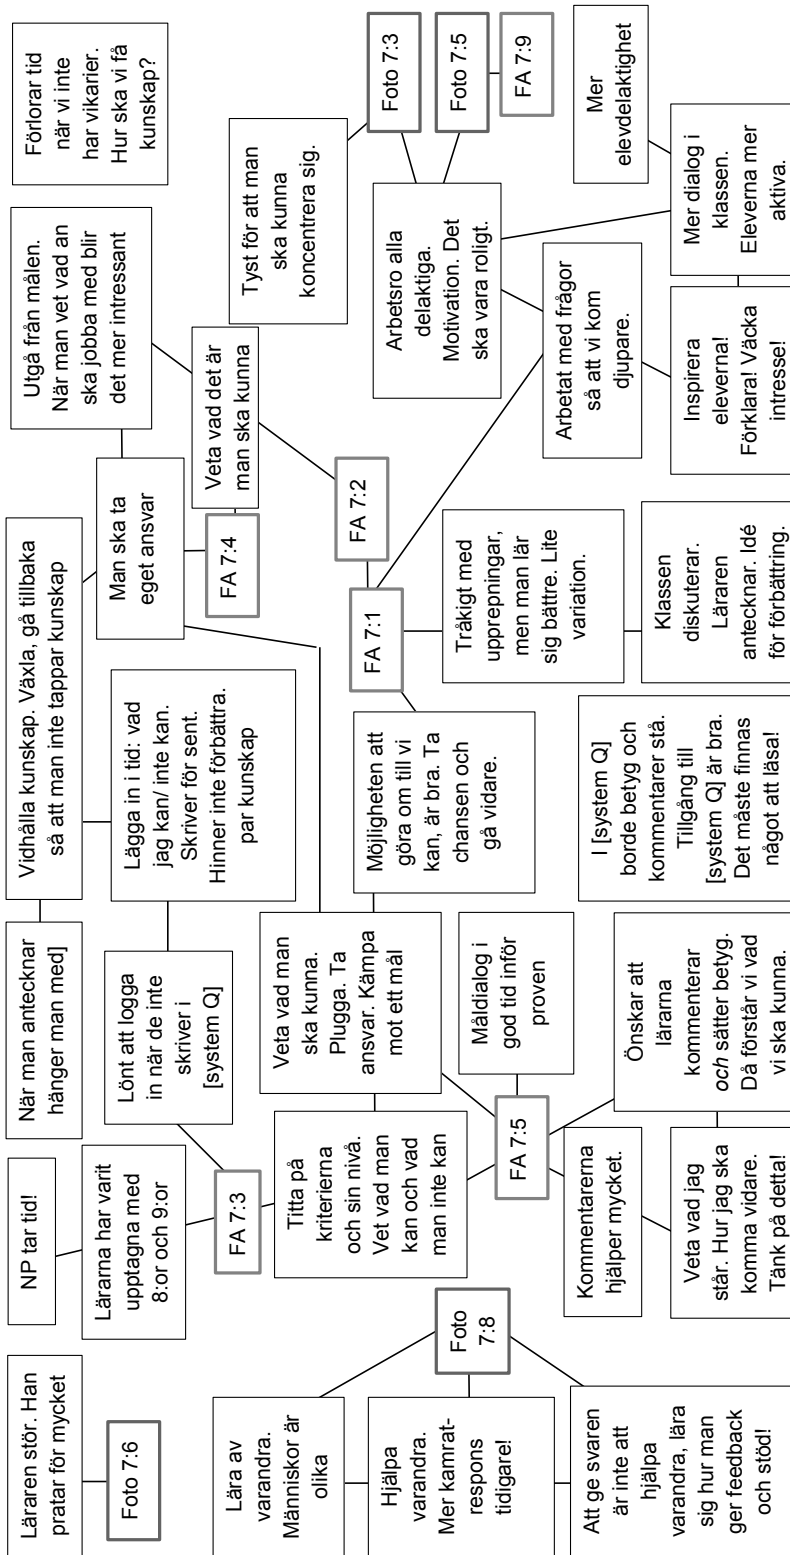 Läraren stör. Han
pratar för mycket
Foto 7:6
NP tar tid!
Lärarna har varit
upptagna med
8:or och 9:or
FA 7:3
När man antecknar
hänger man med]
Lönt att logga
in när de inte
skriver i
[system Q]
Vidhålla kunskap. Växla, gå tillbaka
så att man inte tappar kunskap
Lägga in i tid: vad
jag kan/ inte kan.
Skriver för sent.
Hinner inte förbättra.
par kunskap
Man ska ta
eget ansvar
FA 7:4
Utgå från målen.
När man vet vad an
ska jobba med blir
det mer intressant
Veta vad det är
man ska kunna
FA 7:2
Förlorar tid
när vi inte
har vikarier.
Hur ska vi få
kunskap?
Tyst för att man
ska kunna
koncentrera sig.
Foto 7:3
Foto 7:5
FA 7:9
Lära av
varandra.
Människor är
olika
Hjälpa
varandra.
Mer kamrat-
respons
tidigare!
Att ge svaren
är inte att
hjälpa
varandra, lära
sig hur man
ger feedback
och stöd!
Foto
7:8
Titta på
kriterierna
och sin nivå.
Vet vad man
kan och vad
man inte kan
Veta vad man
ska kunna.
Plugga. Ta
ansvar. Kämpa
mot ett mål
FA 7:5
Måldialog i
god tid inför
proven
Kommentarerna
hjälper mycket.
Veta vad jag
står. Hur jag ska
komma vidare.
Tänk på detta!
Önskar att
lärarna
kommenterar
och sätter betyg.
Då förstår vi vad
vi ska kunna.
Möjligheten att
göra om till vi
kan, är bra. Ta
chansen och
gå vidare.
I [system Q]
borde betyg och
kommentarer stå.
Tillgång till
[system Q] är bra.
Det måste finnas
något att läsa!
FA 7:1
Tråkigt med
upprepningar,
men man lär
sig bättre. Lite
variation.
Klassen
diskuterar.
Läraren
antecknar. Idé
för förbättring.
Arbetsro alla
delaktiga.
Motivation. Det
ska vara roligt.
Arbetat med frågor
så att vi kom
djupare.
Inspirera
eleverna!
Förklara! Väcka
intresse!
Mer
elevdelaktighet
Mer dialog i
klassen.
Eleverna mer
aktiva.